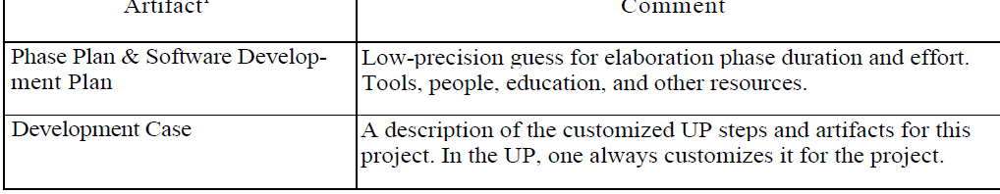 Artifact¹
Comment
Phase Plan & Software Develop-
ment Plan
Low-precision guess for elaboration phase duration and effort.
Tools, people, education, and other resources.
Development Case
A description of the customized UP steps and artifacts for this
project. In the UP, one always customizes it for the project.